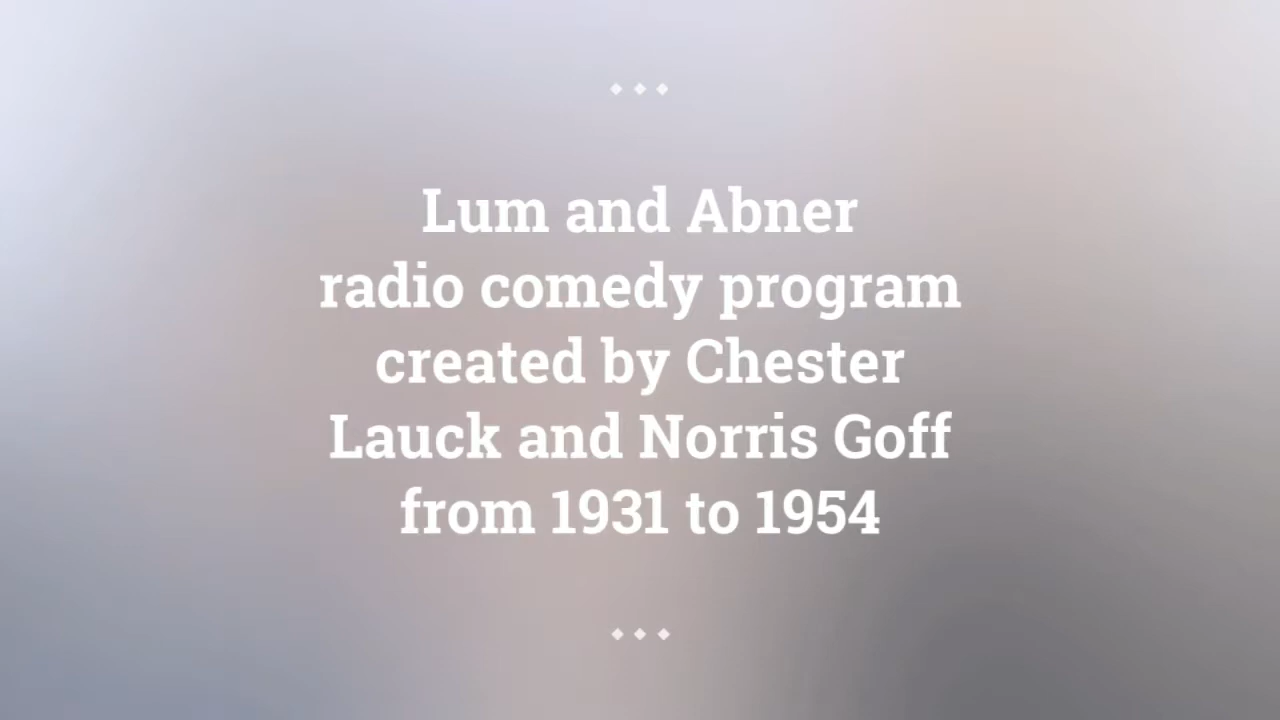 Lum and Abner
radio comedy program
created by Chester
Lauck and Norris Goff
from 1931 to 1954